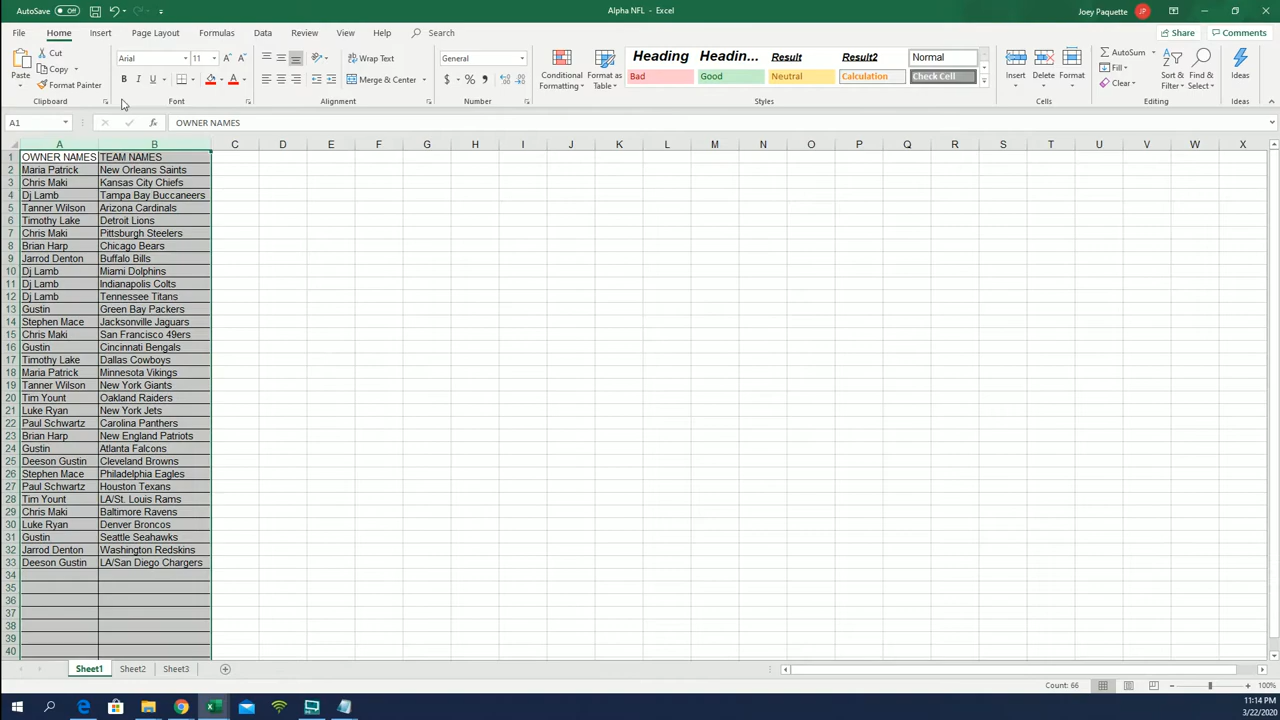 AutoSave Off Alpha NFL - Excel Joey Paquette JP
File Home Insert Page Layout Formulas Data Review View Help Search Share Comments
Paste Cut Copy Format Painter Clipboard
Arial 11 A A B I U A Font
ab Wrap Text Merge & Center Alignment
General $ % , Number
Conditional Formatting Format as Table
Heading Headin... Result Result2 Normal
Bad Good Neutral Calculation Check Cell
Styles
Insert Delete Format Cells
AutoSum Fill Clear Sort & Filter Find & Select Editing
Ideas Ideas
A1 fx OWNER NAMES
A B C D E F G H I J K L M N O P Q R S T U V W X
1 OWNER NAMES TEAM NAMES
2 Maria Patrick New Orleans Saints
3 Chris Maki Kansas City Chiefs
4 Dj Lamb Tampa Bay Buccaneers
5 Tanner Wilson Arizona Cardinals
6 Timothy Lake Detroit Lions
7 Chris Maki Pittsburgh Steelers
8 Brian Harp Chicago Bears
9 Jarrod Denton Buffalo Bills
10 Dj Lamb Miami Dolphins
11 Dj Lamb Indianapolis Colts
12 Dj Lamb Tennessee Titans
13 Gustin Green Bay Packers
14 Stephen Mace Jacksonville Jaguars
15 Chris Maki San Francisco 49ers
16 Gustin Cincinnati Bengals
17 Timothy Lake Dallas Cowboys
18 Maria Patrick Minnesota Vikings
19 Tanner Wilson New York Giants
20 Tim Yount Oakland Raiders
21 Luke Ryan New York Jets
22 Paul Schwartz Carolina Panthers
23 Brian Harp New England Patriots
24 Gustin Atlanta Falcons
25 Deeson Gustin Cleveland Browns
26 Stephen Mace Philadelphia Eagles
27 Paul Schwartz Houston Texans
28 Tim Yount LA/St. Louis Rams
29 Chris Maki Baltimore Ravens
30 Luke Ryan Denver Broncos
31 Gustin Seattle Seahawks
32 Jarrod Denton Washington Redskins
33 Deeson Gustin LA/San Diego Chargers
34
35
36
37
38
39
40
Sheet1 Sheet2 Sheet3
Count: 66 100%
11:14 PM
3/22/2020